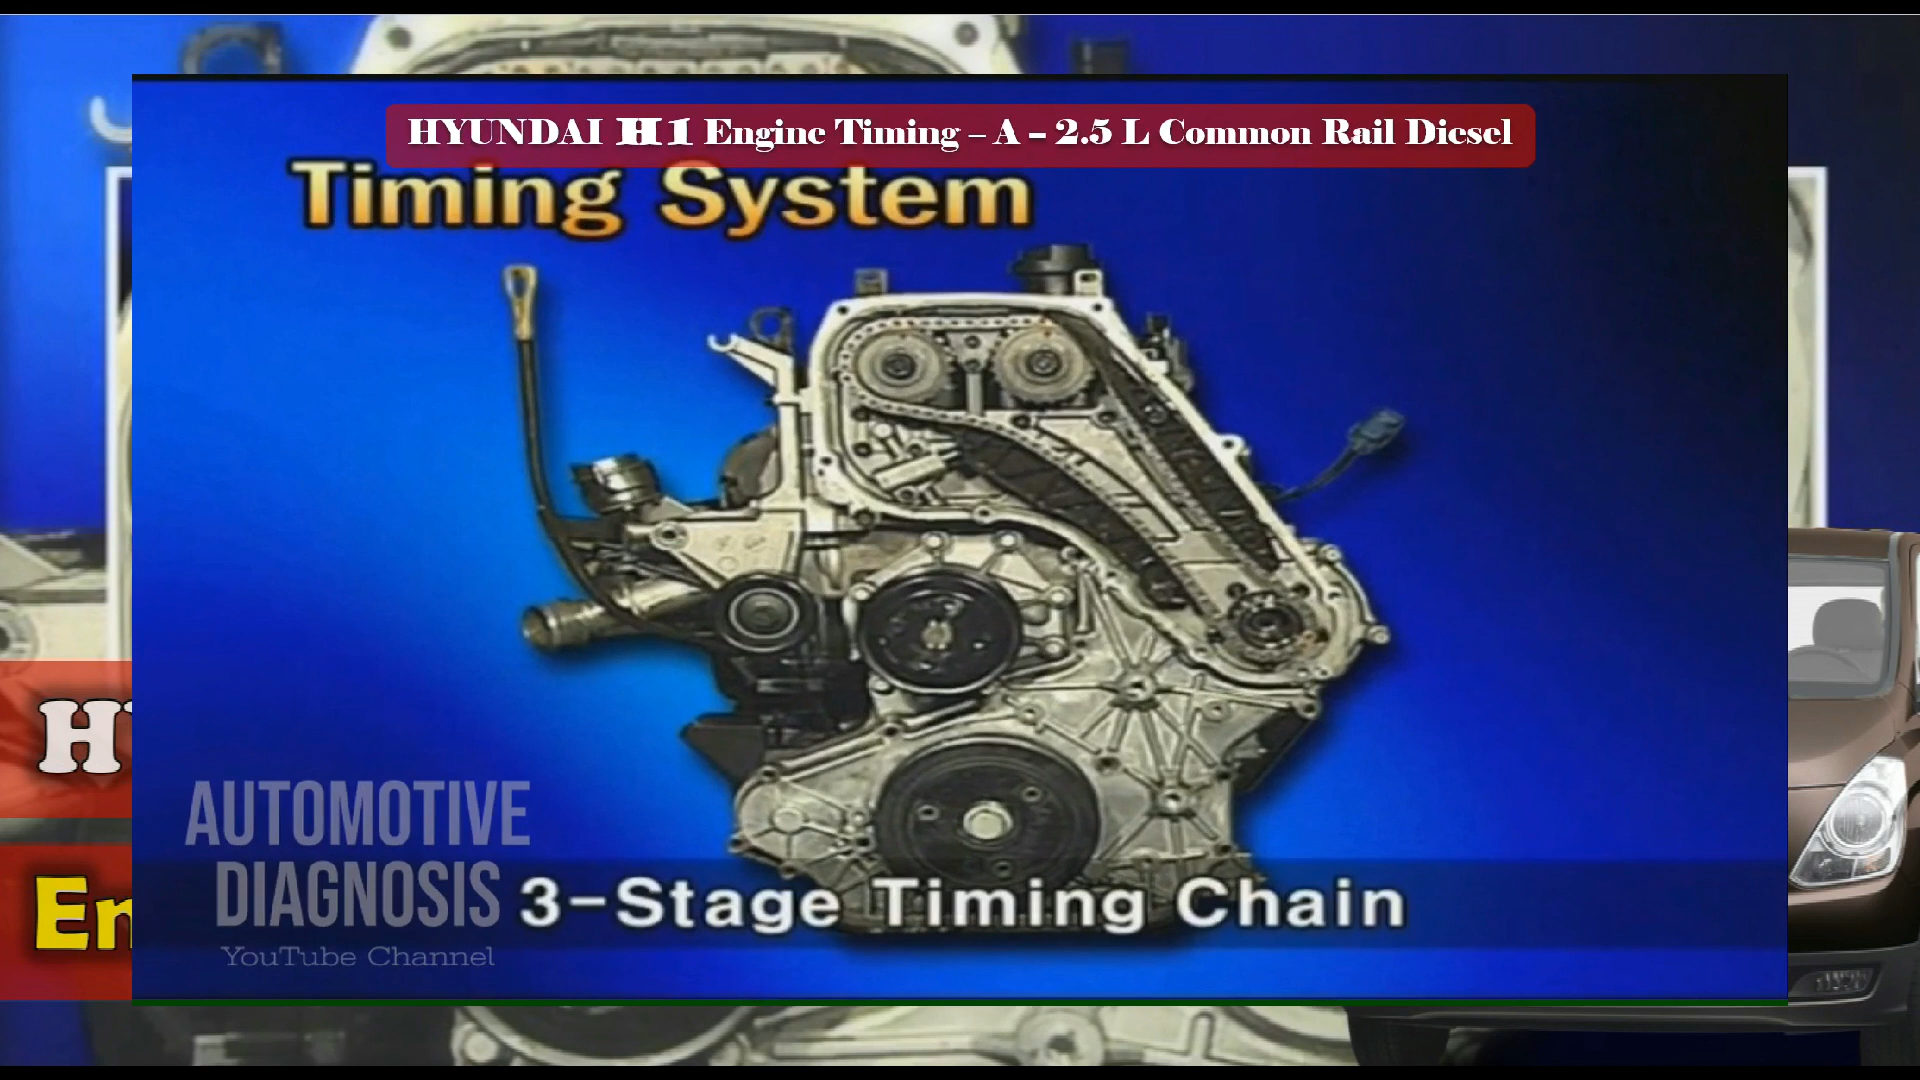 HYUNDAI H1 Engine Timing – A – 2.5 L Common Rail Diesel
Timing System
H
AUTOMOTIVE
DIAGNOSIS
En
3-Stage Timing Chain
YouTube Channel